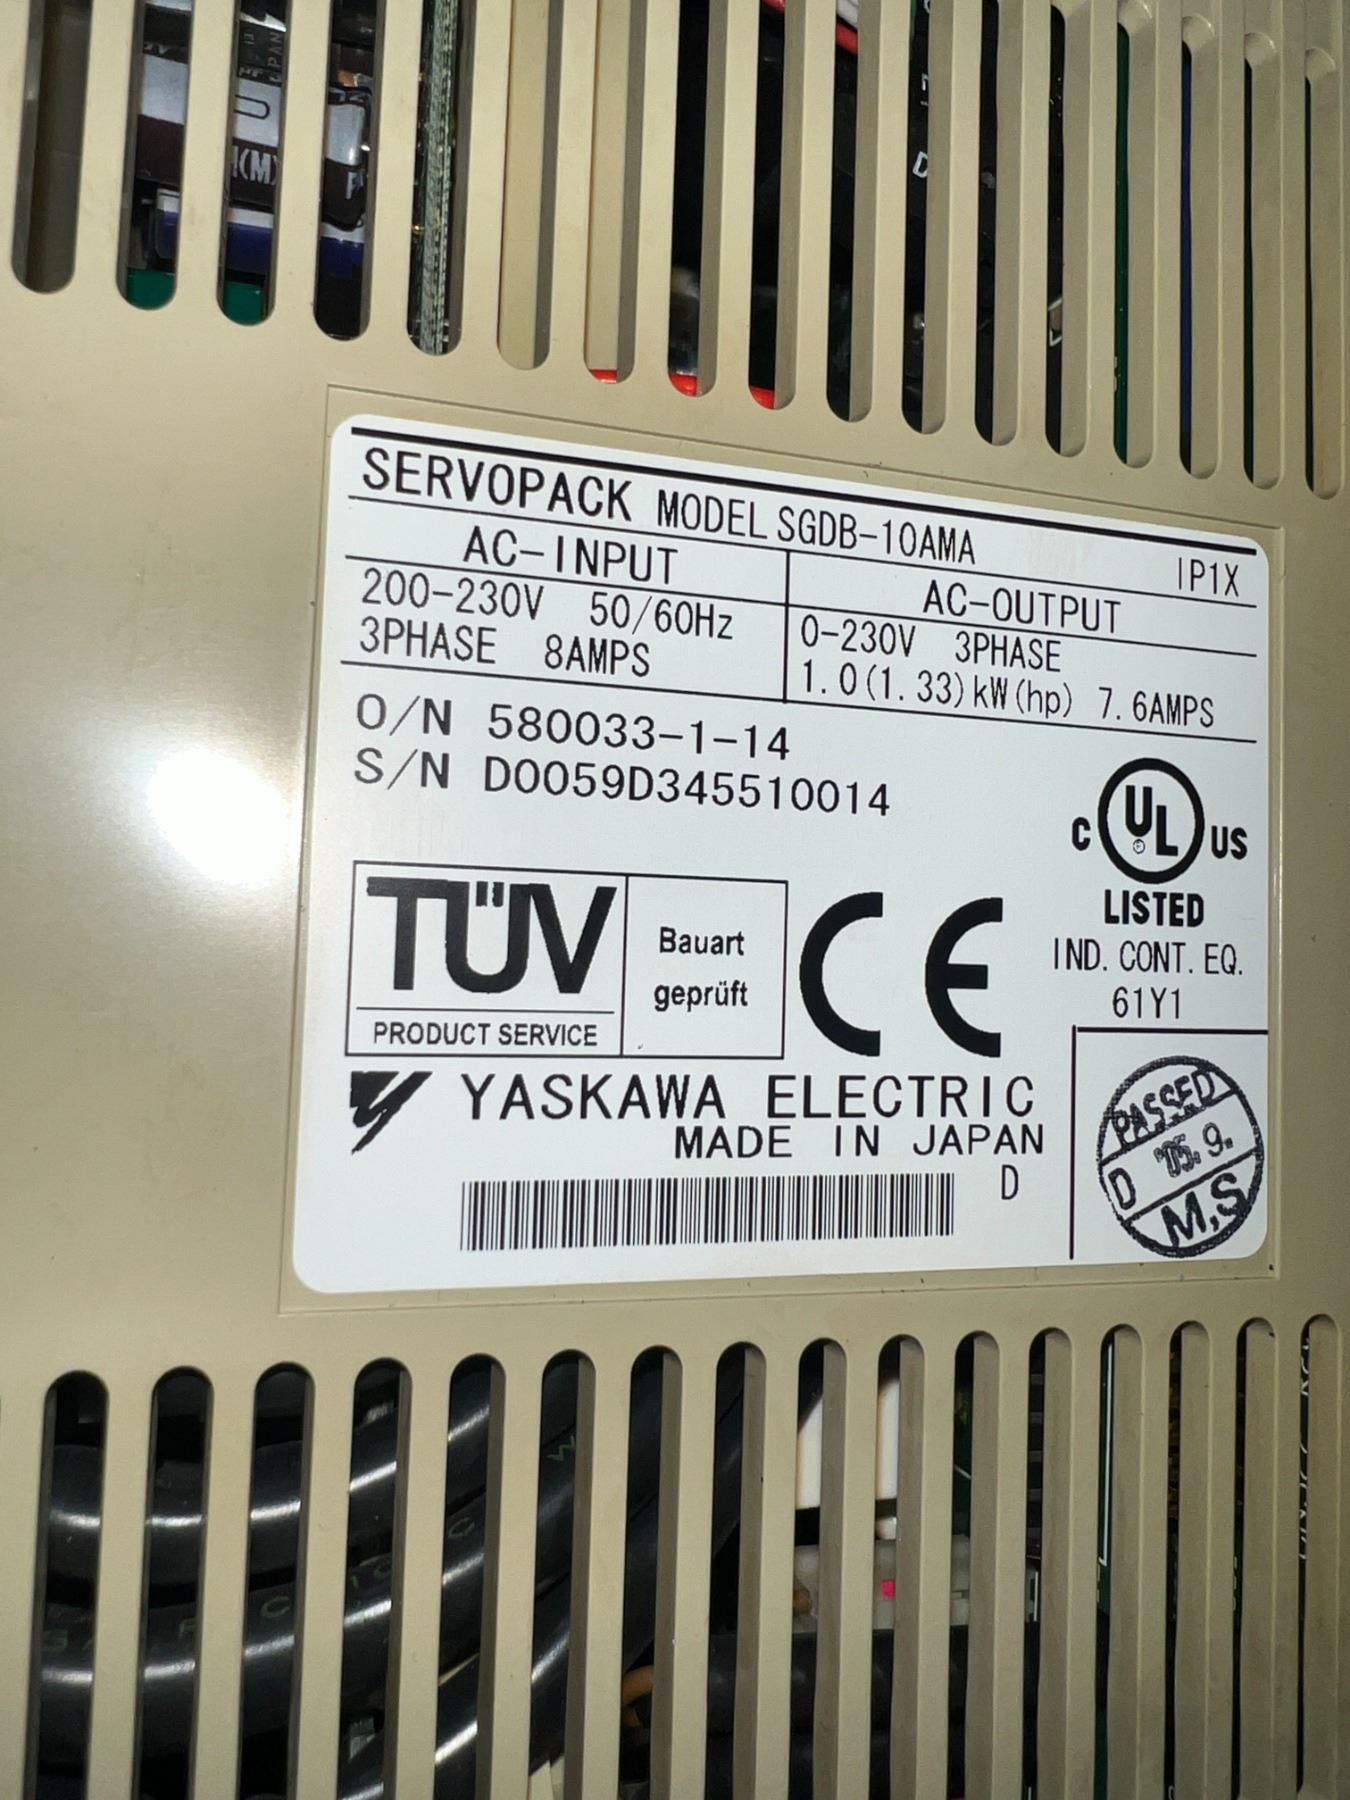 SERVOPACK MODEL SGDB-10AMA IP1X
AC-INPUT
200-230V 50/60Hz
3PHASE 8AMPS
AC-OUTPUT
0-230V 3PHASE
1.0(1.33)kW(hp) 7.6AMPS
O/N 580033-1-14
S/N D0059D345510014
C UL US
®
LISTED
IND. CONT. EQ.
61Y1
TÜV
PRODUCT SERVICE
Bauart
geprüft
CE
YASKAWA ELECTRIC
MADE IN JAPAN
D
PASSED
D '05.9.
M.S